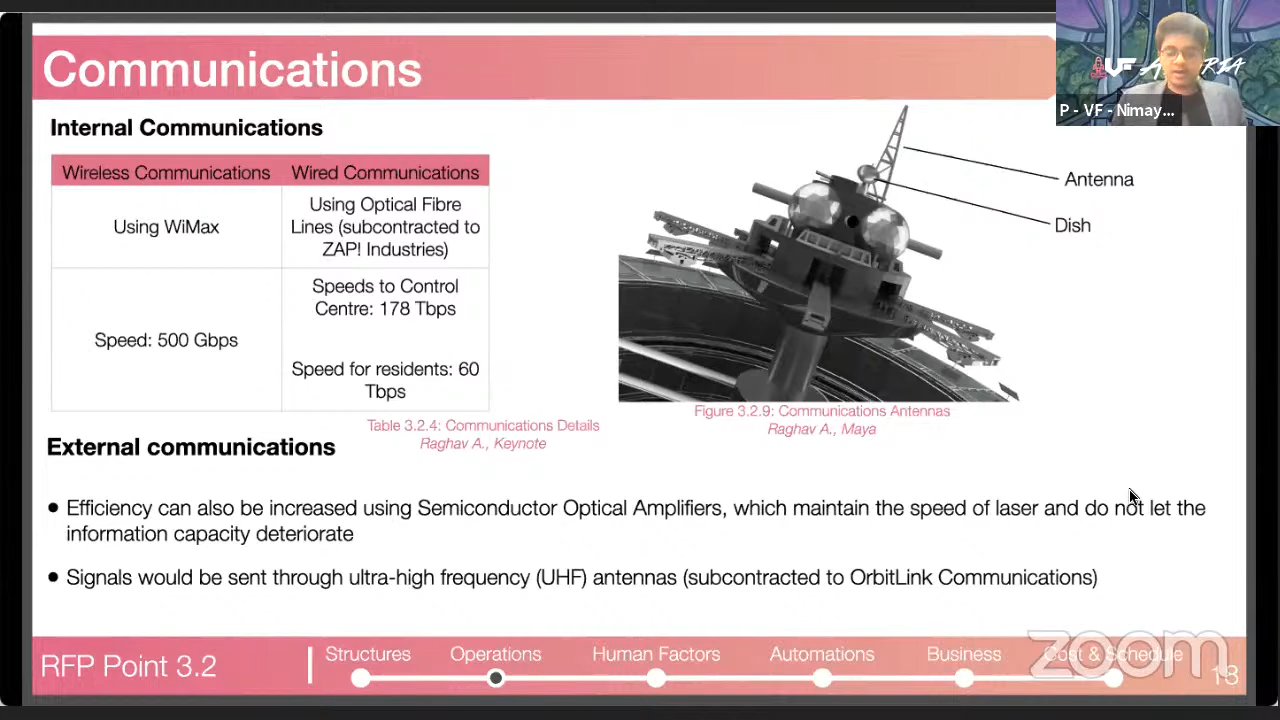 Communications
Internal Communications
Wireless Communications
Wired Communications
Using WiMax
Using Optical Fibre
Lines (subcontracted to
ZAP! Industries)
Speed: 500 Gbps
Speeds to Control
Centre: 178 Tbps
Speed for residents: 60
Tbps
Table 3.2.4: Communications Details
Raghav A., Keynote
Antenna
Dish
Figure 3.2.9: Communications Antennas
Raghav A., Maya
External communications
• Efficiency can also be increased using Semiconductor Optical Amplifiers, which maintain the speed of laser and do not let the
information capacity deteriorate
• Signals would be sent through ultra-high frequency (UHF) antennas (subcontracted to OrbitLink Communications)
RFP Point 3.2
Structures
Operations
Human Factors
Automations
Business
Cost & Schedule
13
zoom
VF
P - VF - Nimay...